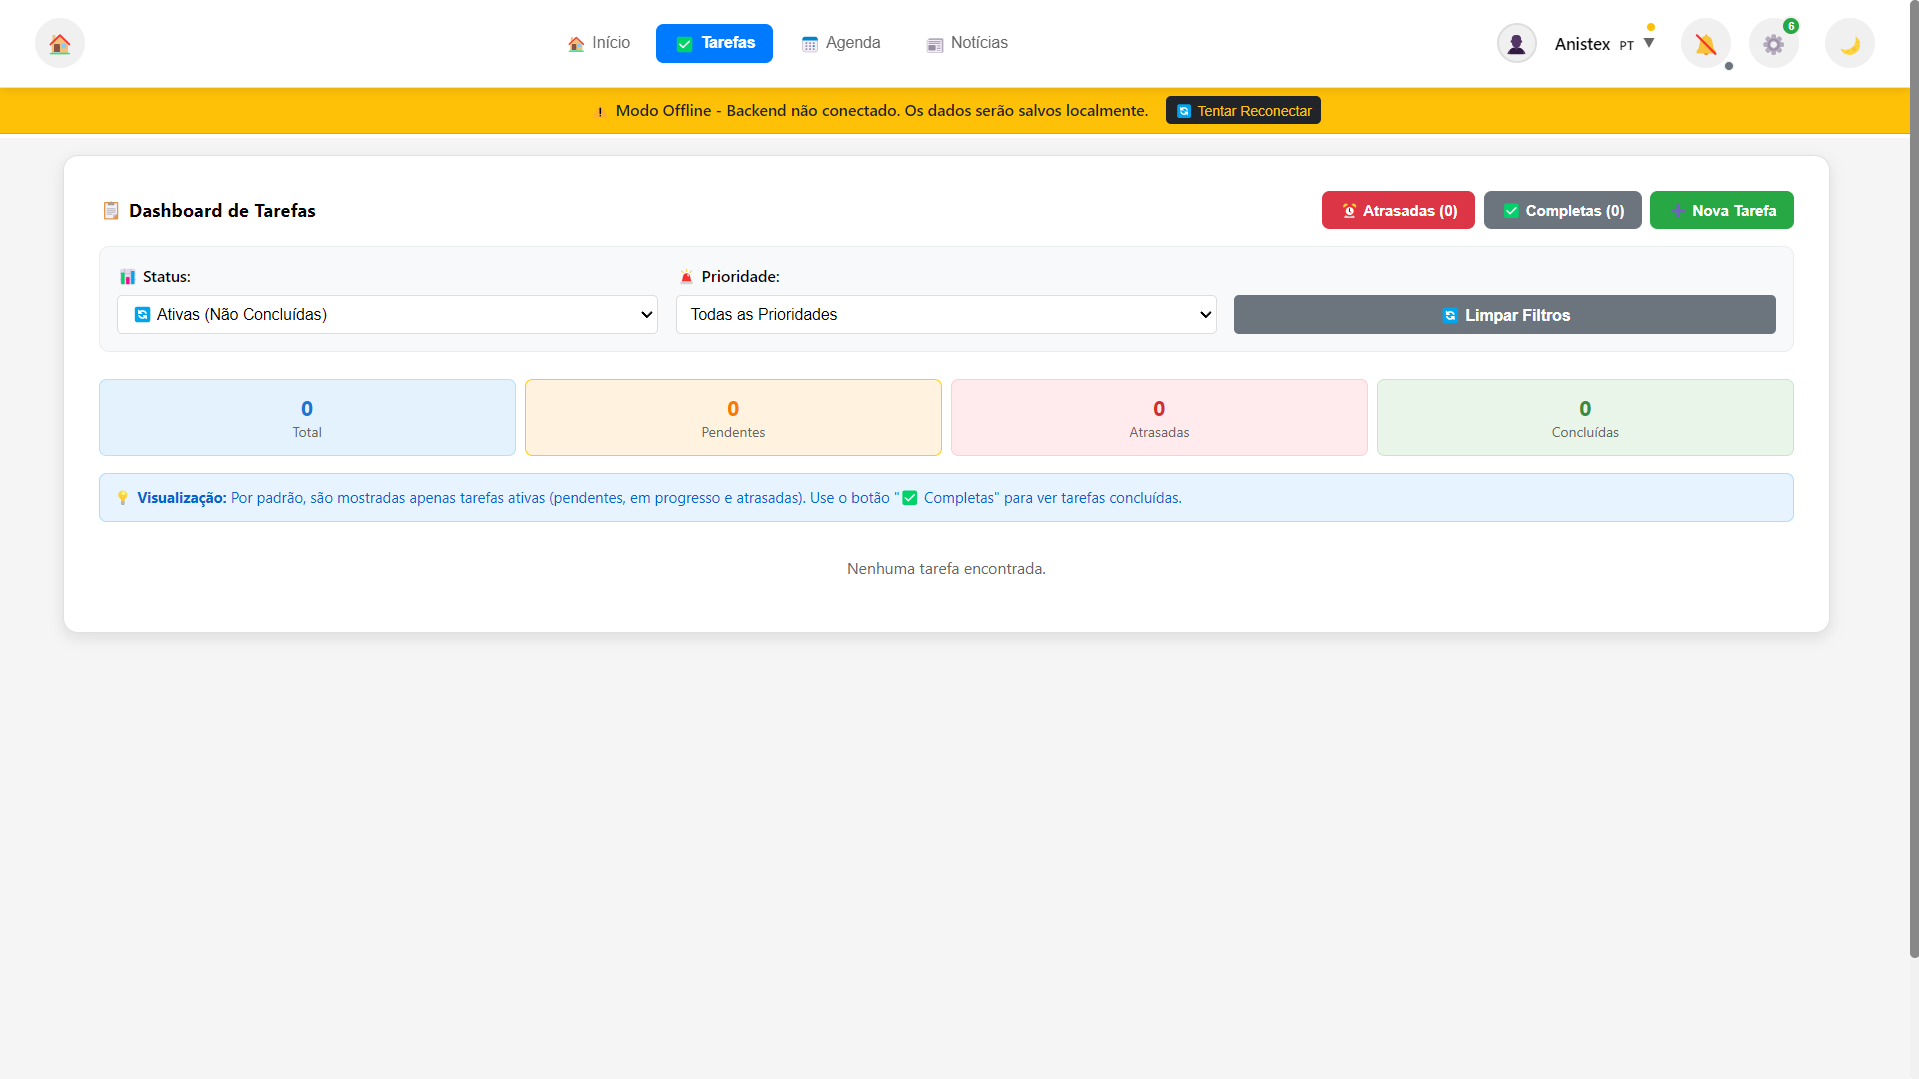 Início
Tarefas
Agenda
Notícias
Anistex PT ▼
6
Modo Offline - Backend não conectado. Os dados serão salvos localmente.
Tentar Reconectar
Dashboard de Tarefas
Atrasadas (0)
Completas (0)
Nova Tarefa
Status:
Prioridade:
Ativas (Não Concluídas)
Todas as Prioridades
Limpar Filtros
0
Total
0
Pendentes
0
Atrasadas
0
Concluídas
Visualização: Por padrão, são mostradas apenas tarefas ativas (pendentes, em progresso e atrasadas). Use o botão "✅ Completas" para ver tarefas concluídas.
Nenhuma tarefa encontrada.